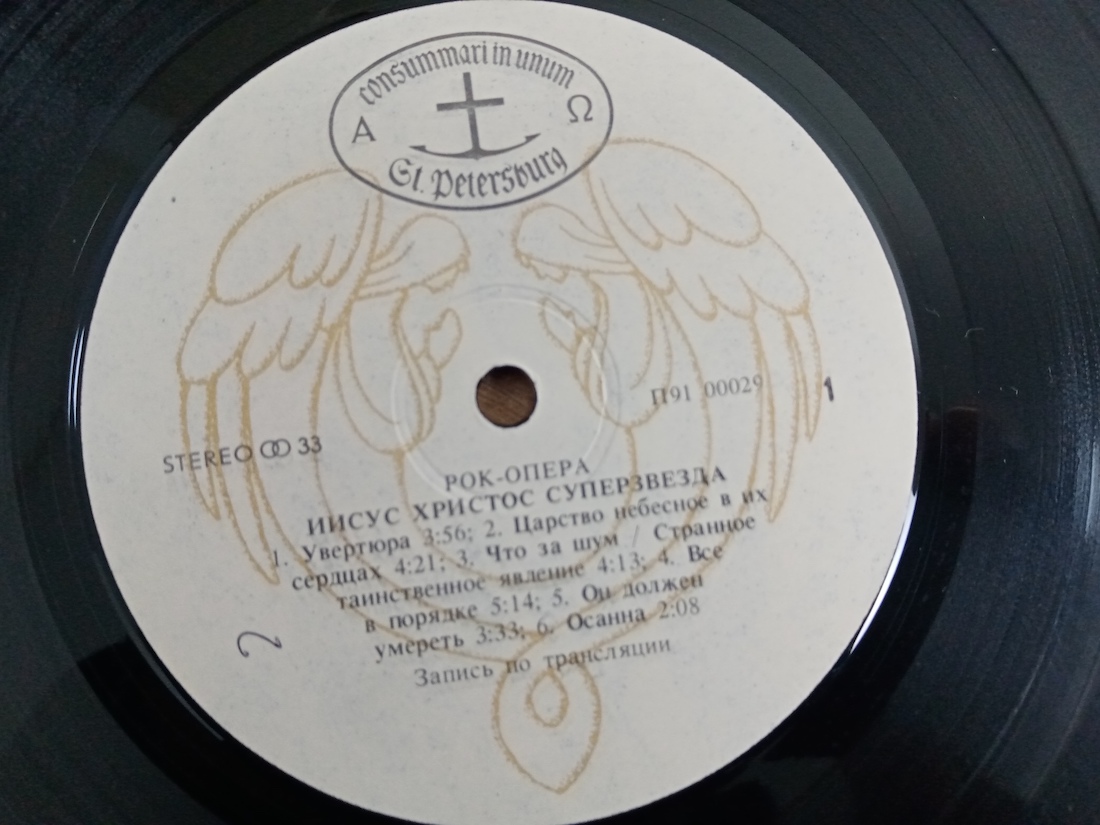 consummari in unum
Α Ω
St. Petersburg
П91 00029 1
STEREO 33
РОК-ОПЕРА
ИИСУС ХРИСТОС СУПЕРЗВЕЗДА
1. Увертюра 3:56; 2. Царство небесное в их
сердцах 4:21; 3. Что за шум / Странное
таинственное явление 4:13; 4. Все
в порядке 5:14; 5. Он должен
умереть 3:33; 6. Осанна 2:08
Запись по трансляции